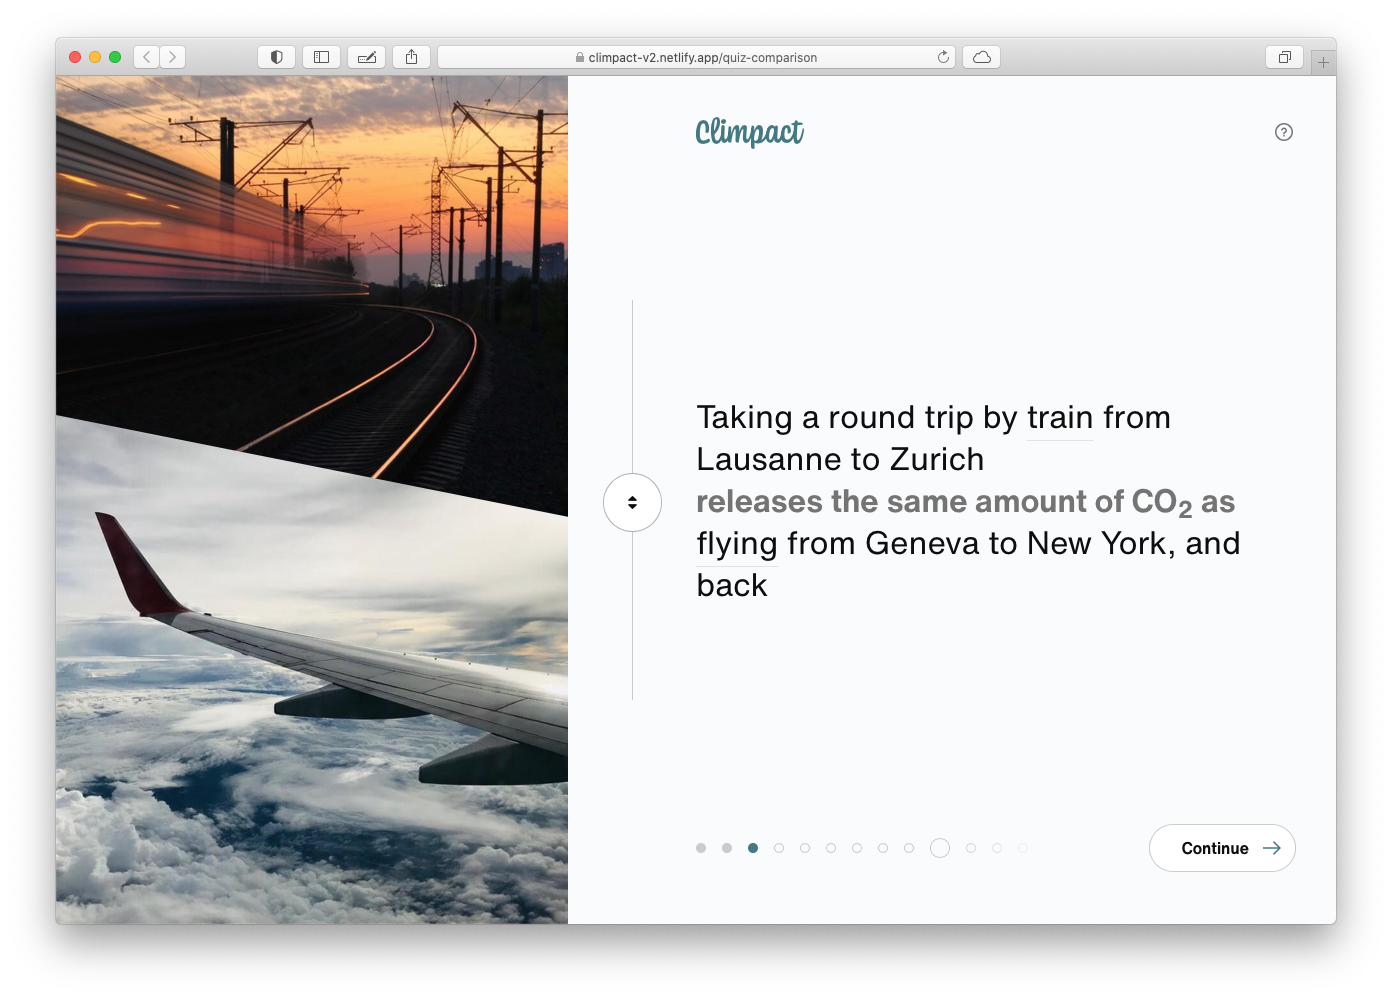 climpact-v2.netlify.app/quiz-comparison
Climpact
Taking a round trip by train from
Lausanne to Zurich
releases the same amount of CO₂ as
flying from Geneva to New York, and
back
Continue